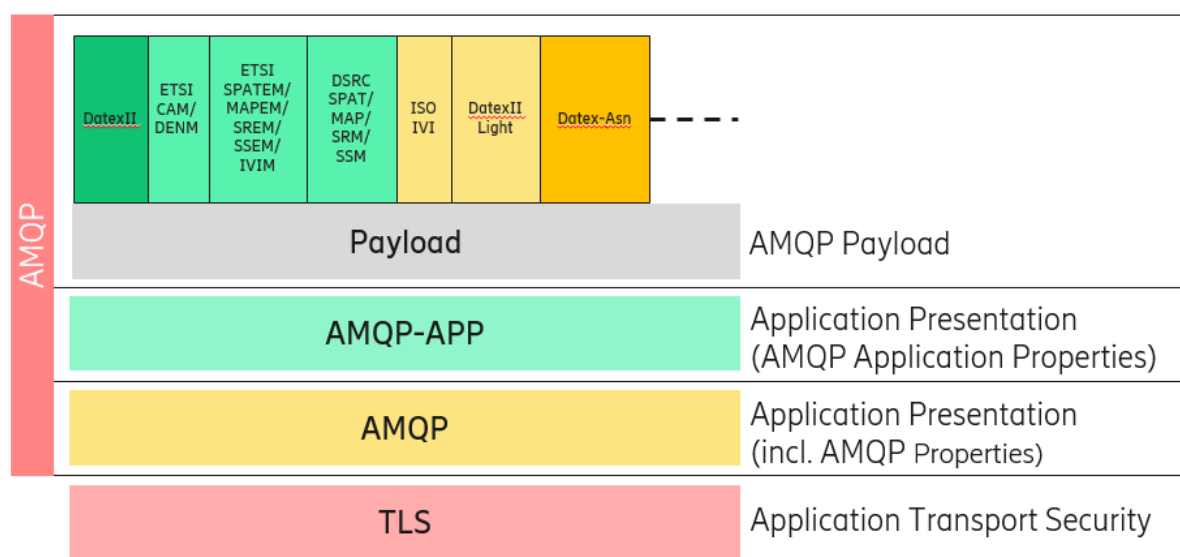 AMQP
DatexII
ETSI
CAM/
DENM
ETSI
SPATEM/
MAPEM/
SREM/
SSEM/
IVIM
DSRC
SPAT/
MAP/
SRM/
SSM
ISO
IVI
DatexII
Light
Datex-Asn
Payload
AMQP Payload
AMQP-APP
Application Presentation
(AMQP Application Properties)
AMQP
Application Presentation
(incl. AMQP Properties)
TLS
Application Transport Security